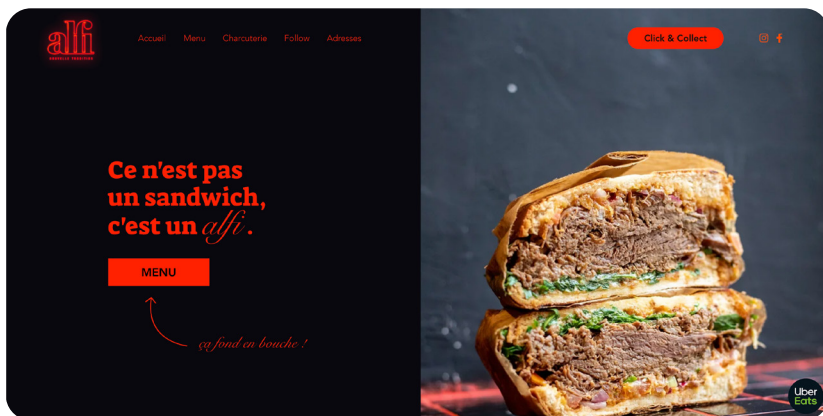 alfi
Accueil
Menu
Charcuterie
Follow
Adresses
Click & Collect
Ce n'est pas
un sandwich,
c'est un alfi.
MENU
ça fond en bouche !
Uber
Eats